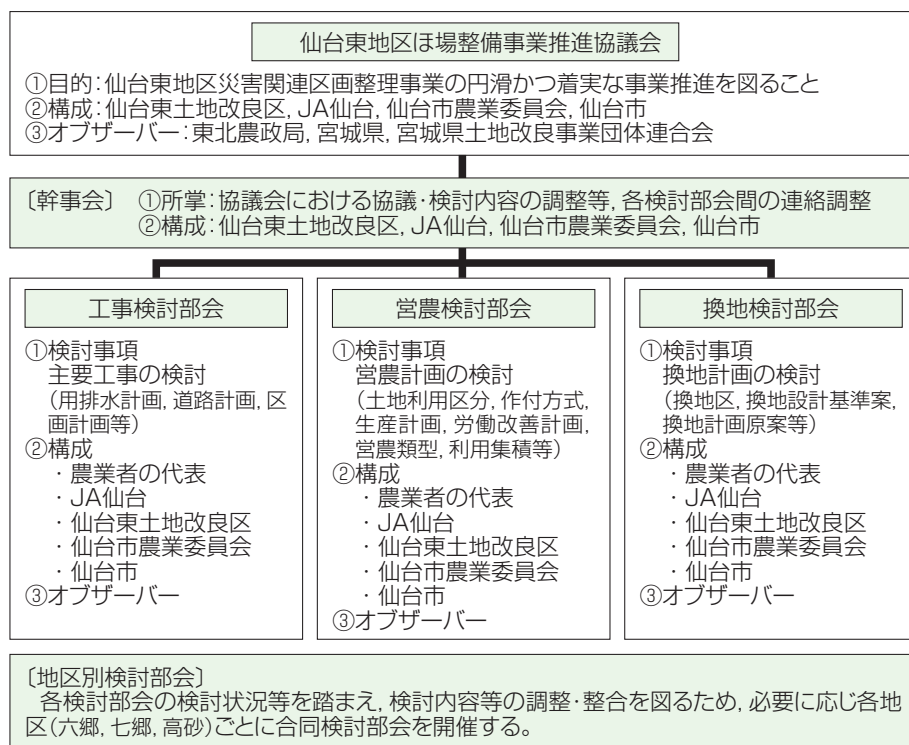 仙台東地区ほ場整備事業推進協議会
①目的：仙台東地区災害関連区画整理事業の円滑かつ着実な事業推進を図ること
②構成：仙台東土地改良区，JA仙台，仙台市農業委員会，仙台市
③オブザーバー：東北農政局，宮城県，宮城県土地改良事業団体連合会
〔幹事会〕 ①所掌：協議会における協議・検討内容の調整等，各検討部会間の連絡調整
②構成：仙台東土地改良区，JA仙台，仙台市農業委員会，仙台市
工事検討部会
①検討事項
主要工事の検討
（用排水計画，道路計画，区
画計画等）
②構成
・農業者の代表
・JA仙台
・仙台東土地改良区
・仙台市農業委員会
・仙台市
③オブザーバー
営農検討部会
①検討事項
営農計画の検討
（土地利用区分，作付方式，
生産計画，労働改善計画，
営農類型，利用集積等）
②構成
・農業者の代表
・JA仙台
・仙台東土地改良区
・仙台市農業委員会
・仙台市
③オブザーバー
換地検討部会
①検討事項
換地計画の検討
（換地区，換地設計基準案，
換地計画原案等）
②構成
・農業者の代表
・JA仙台
・仙台東土地改良区
・仙台市農業委員会
・仙台市
③オブザーバー
〔地区別検討部会〕
各検討部会の検討状況等を踏まえ，検討内容等の調整・整合を図るため，必要に応じ各地
区（六郷，七郷，高砂）ごとに合同検討部会を開催する。